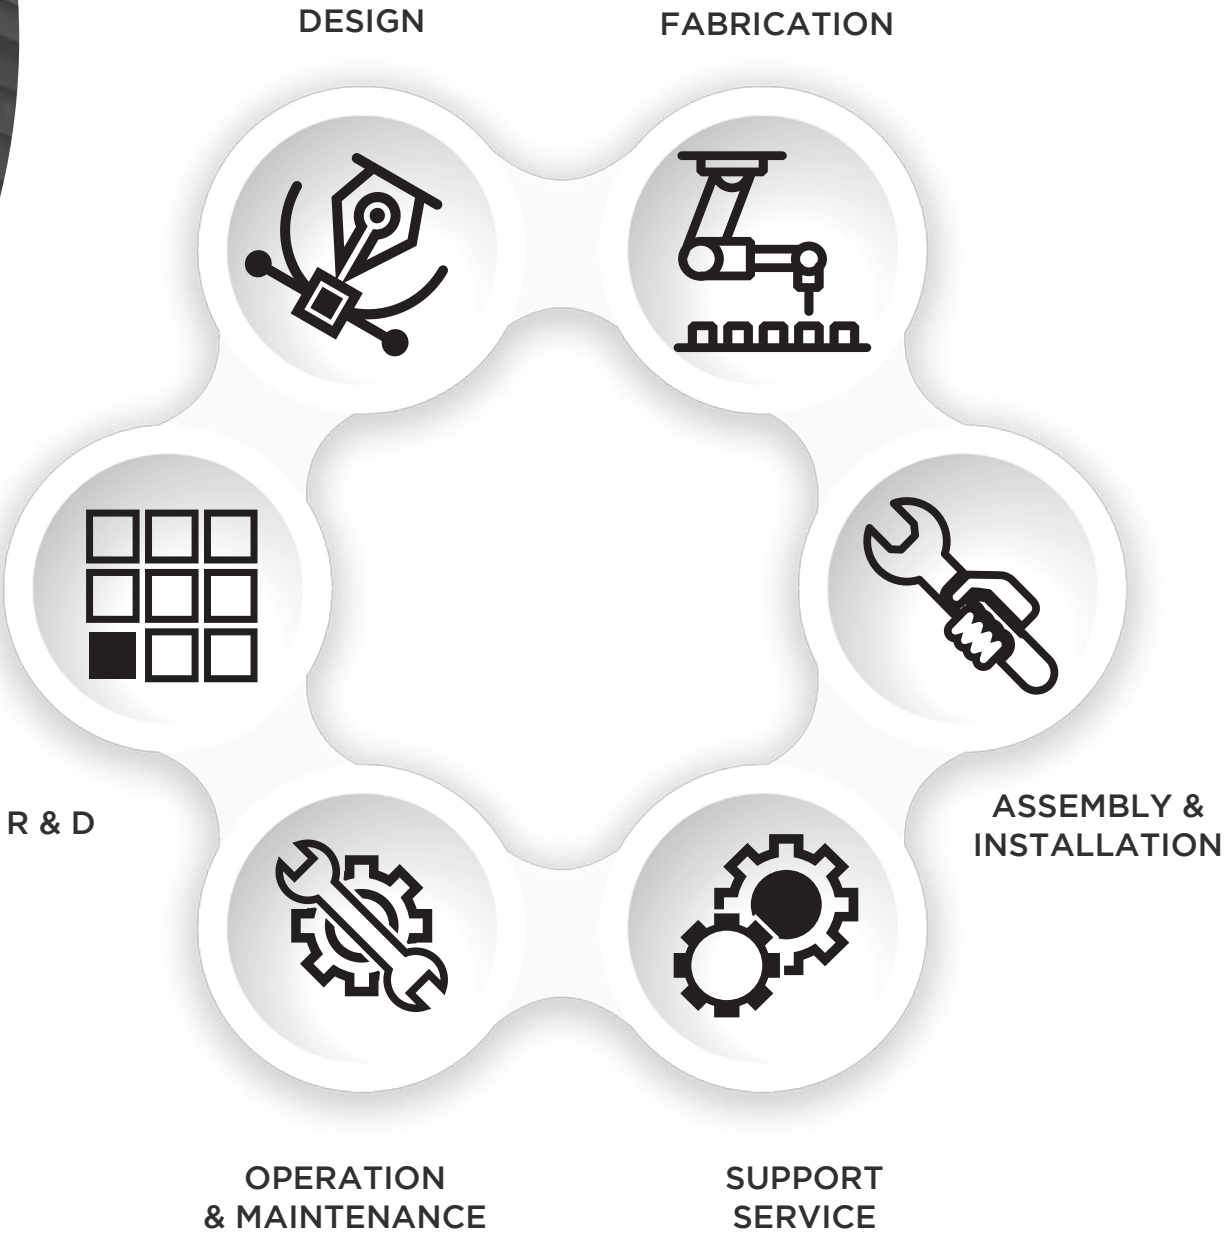 DESIGN
FABRICATION
R & D
ASSEMBLY &
INSTALLATION
OPERATION
& MAINTENANCE
SUPPORT
SERVICE